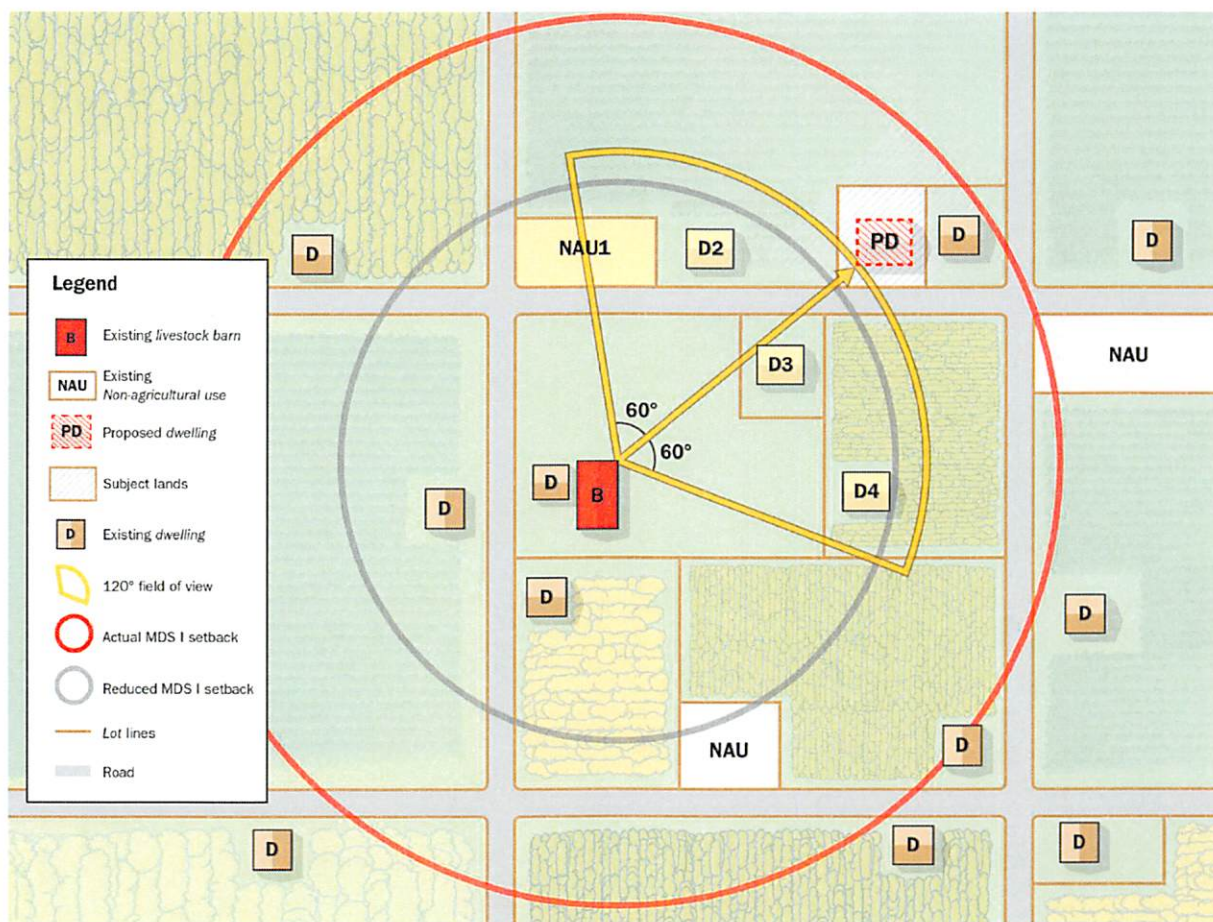 D
NAU1
D2
PD
D
D
Legend
B
Existing livestock barn
NAU
Existing
Non-agricultural use
PD
Proposed dwelling
Subject lands
D
Existing dwelling
120° field of view
Actual MDS I setback
Reduced MDS I setback
Lot lines
Road
D3
NAU
60°
60°
D
B
D4
D
D
D
NAU
D
D
D
D